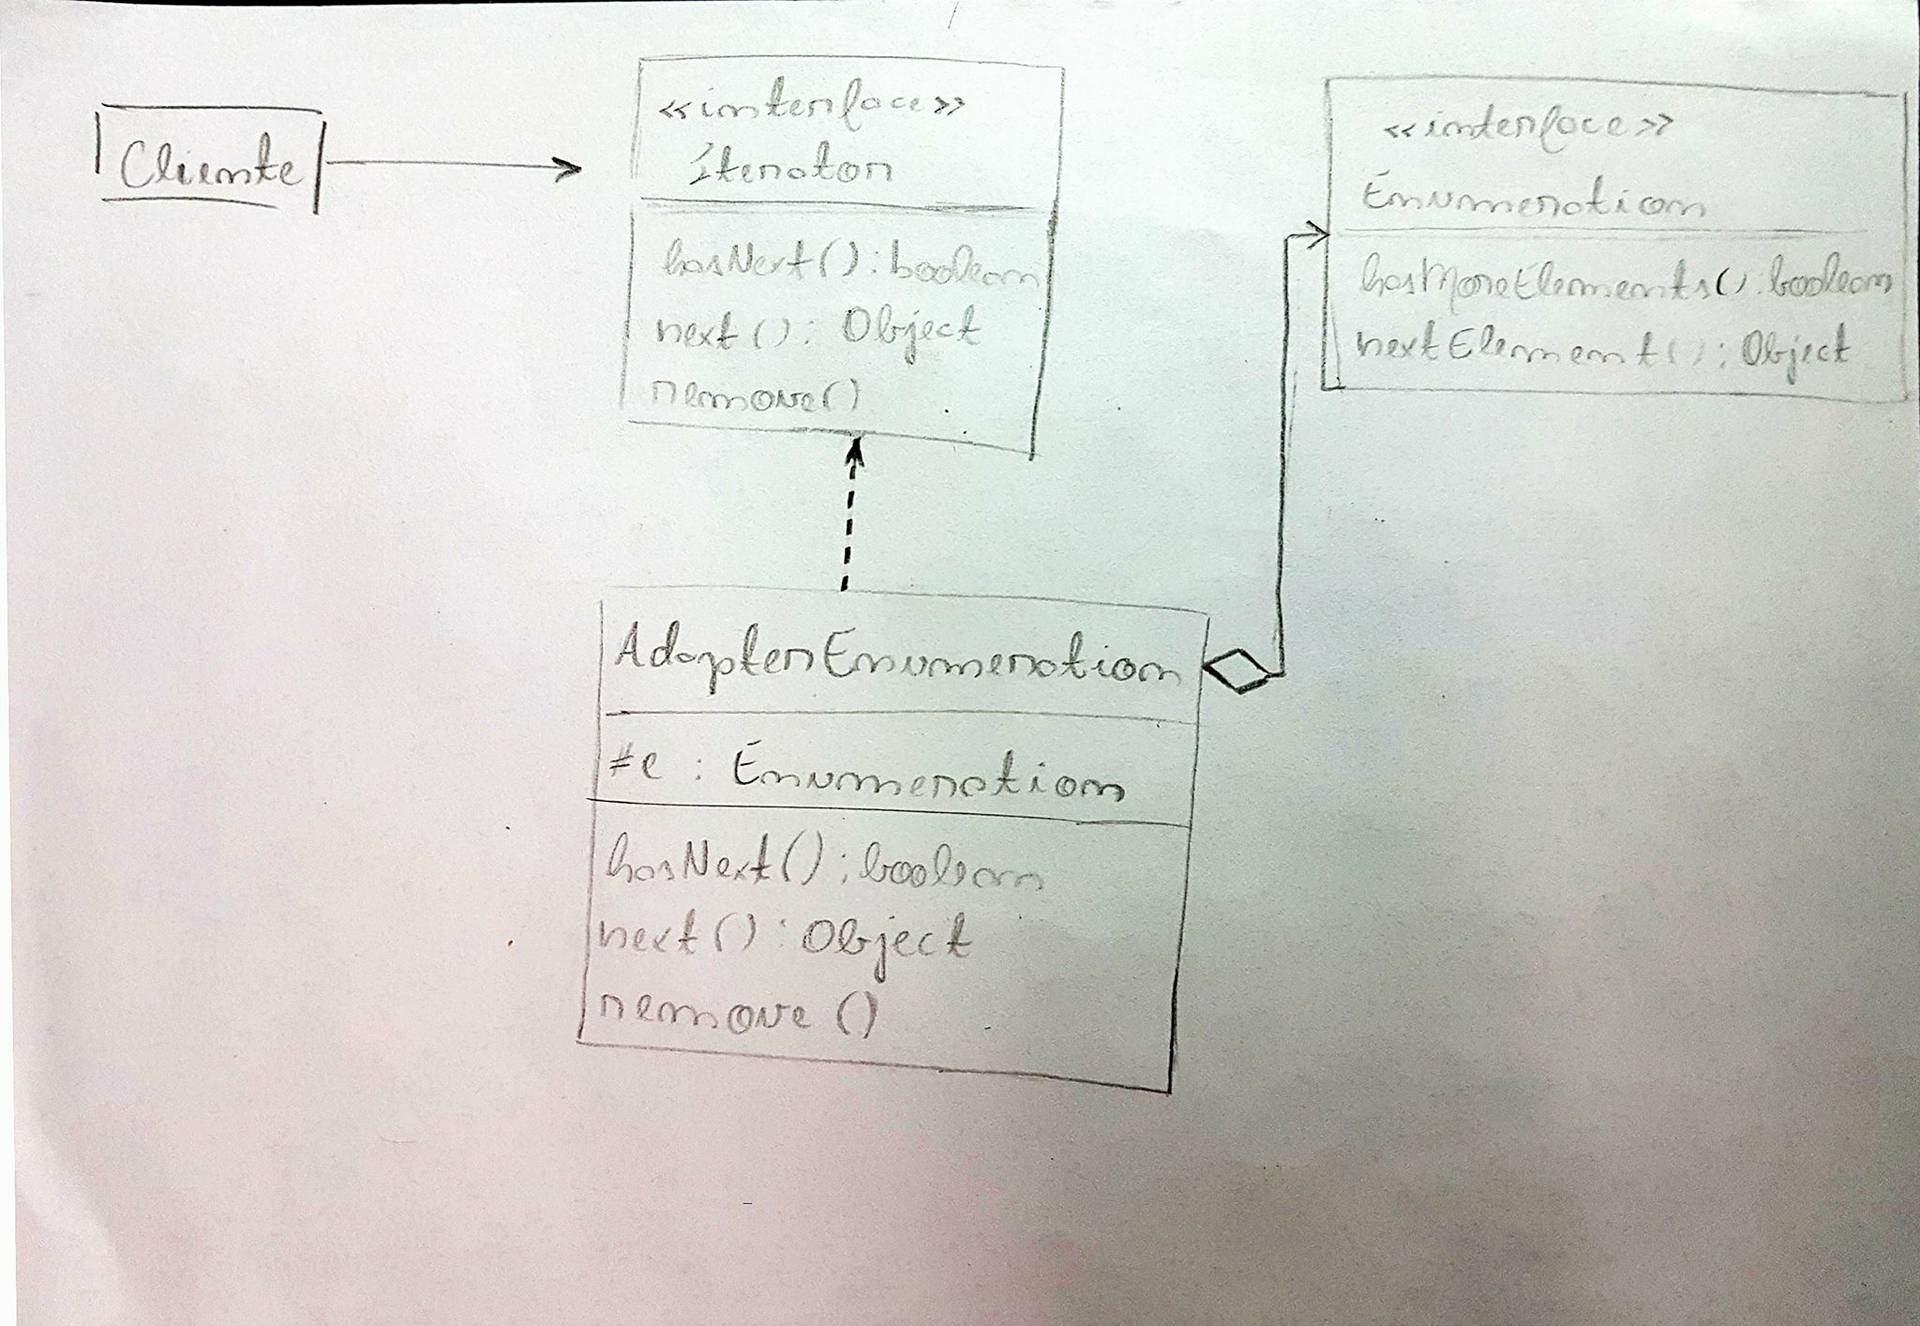 Cliente
<<interface>>
Iterator
hasNext() : boolean
next() : Object
remove()
<<interface>>
Enumeration
hasMoreElements() : boolean
nextElement() : Object
AdapterEnumeration
#e : Enumeration
hasNext() : boolean
next() : Object
remove ()